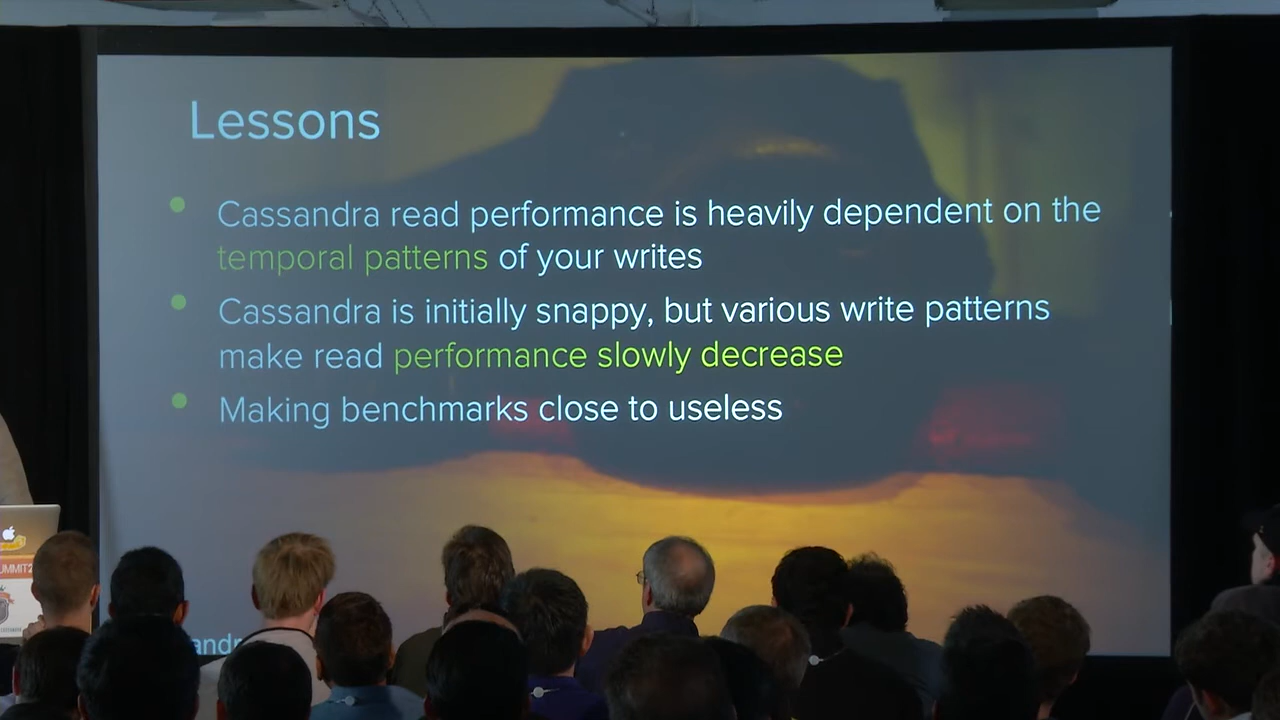 Lessons
Cassandra read performance is heavily dependent on the
temporal patterns of your writes
Cassandra is initially snappy, but various write patterns
make read performance slowly decrease
Making benchmarks close to useless